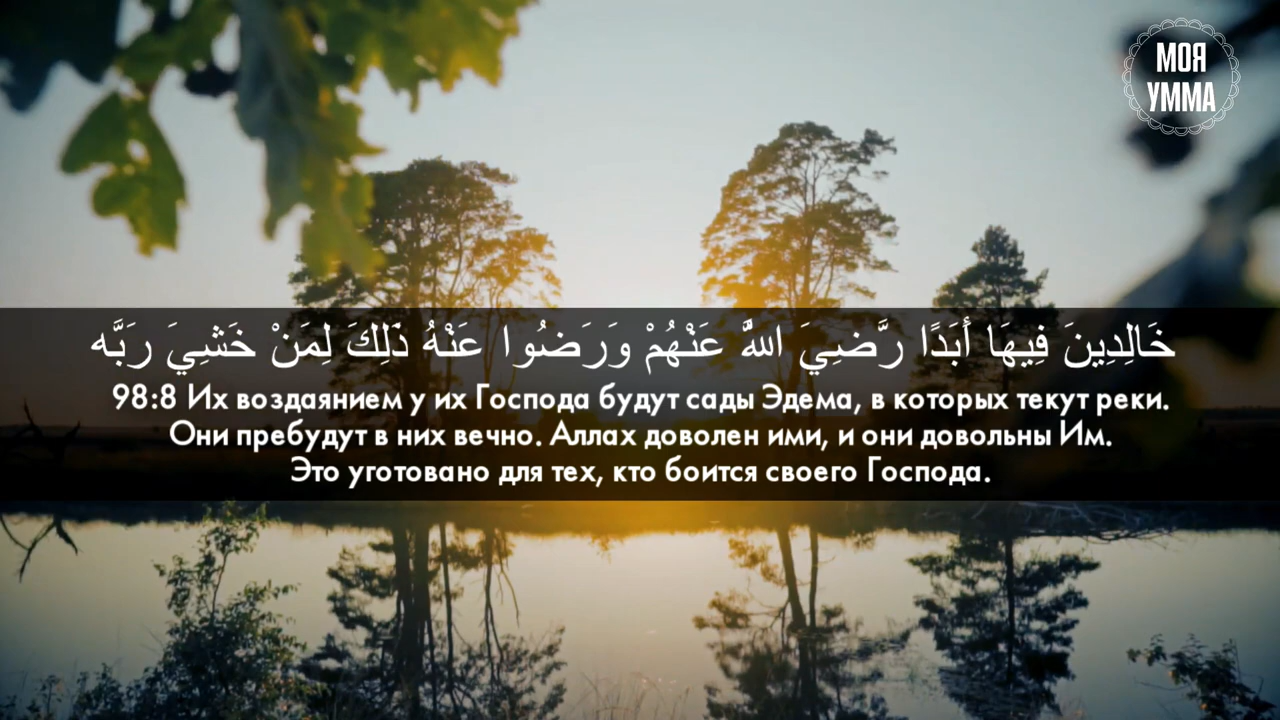 МОЯ
УММА
خَالِدِينَ فِيهَا أَبَدًا رَّضِيَ اللَّهُ عَنْهُمْ وَرَضُوا عَنْهُ ذَلِكَ لِمَنْ خَشِيَ رَبَّه
98:8 Их воздаянием у их Господа будут сады Эдема, в которых текут реки.
Они пребудут в них вечно. Аллах доволен ими, и они довольны Им.
Это уготовано для тех, кто боится своего Господа.